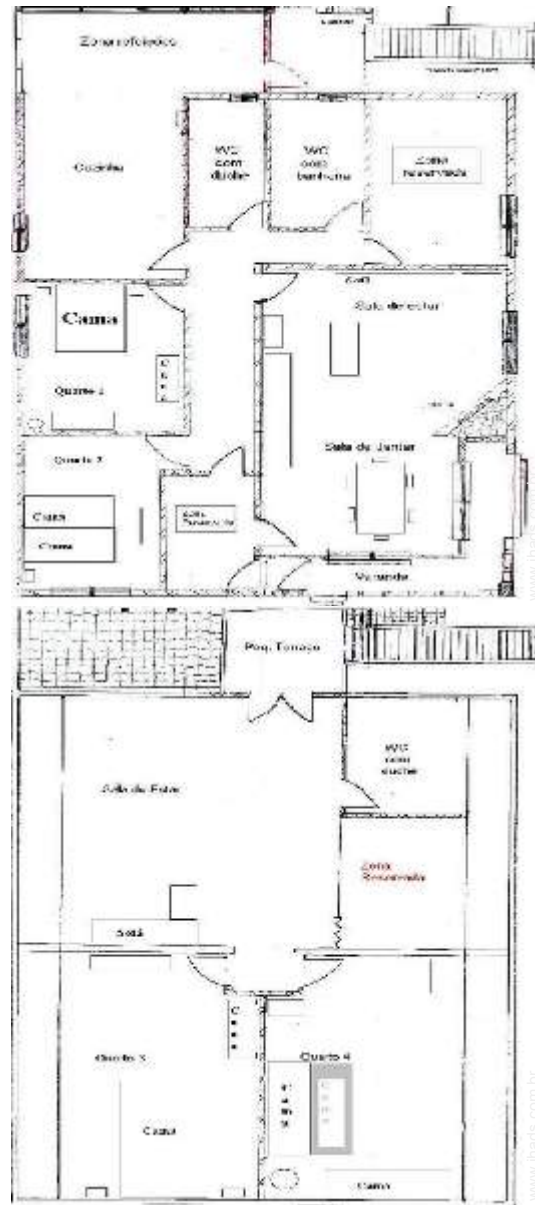 Zona refeições
Cozinha
WC
com
duche
WC
com
banheira
Zona
Reservada
Cama
Quarto 1
Sofá
Sala de estar
Sala de Jantar
Quarto 2
Cama
Cama
Zona
Reservada
Varanda
Peq. Terraço
WC
com
duche
Sala de Estar
Zona
Reservada
Sofá
Quarto 3
Cama
Quarto 4
Cama